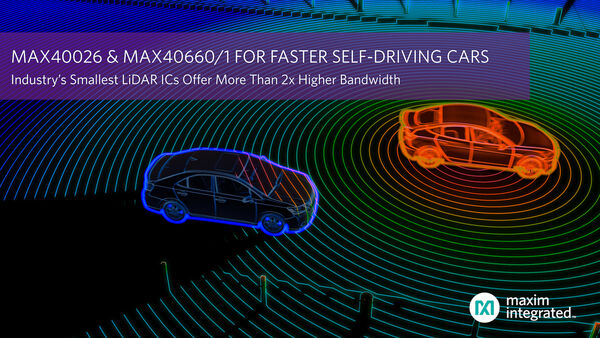 MAX40026 & MAX40660/1 FOR FASTER SELF-DRIVING CARS
Industry's Smallest LiDAR ICs Offer More Than 2x Higher Bandwidth
maxim
integrated™